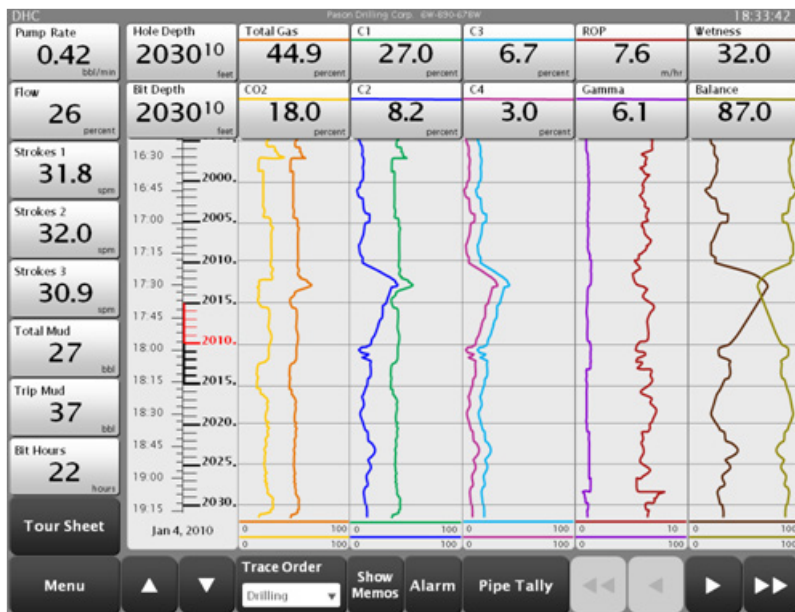 DHC
Pason Drilling Corp. 6W-890-678W
18:33:42
Pump Rate
0.42
bbl/min
Hole Depth
2030 10
feet
Total Gas
44.9
percent
C1
27.0
percent
C3
6.7
percent
ROP
7.6
m/hr
Wetness
32.0
Flow
26
percent
Bit Depth
2030 10
feet
CO2
18.0
percent
C2
8.2
percent
C4
3.0
percent
Gamma
6.1
Balance
87.0
Strokes 1
31.8
spm
Strokes 2
32.0
spm
Strokes 3
30.9
spm
Total Mud
27
bbl
Trip Mud
37
bbl
Bit Hours
22
hours
Tour Sheet
16:30
2000.
16:45
2005.
17:00
17:15
2010.
17:30
2015.
17:45
2010.
18:00
18:15
2015.
18:30
2020.
18:45
2025.
19:00
2030.
19:15
Jan 4, 2010
0 100
0 100
0 100
0 100
0 100
0 100
0 10
0 100
0 100
0 100
Menu
Trace Order
Drilling
Show
Memos
Alarm
Pipe Tally